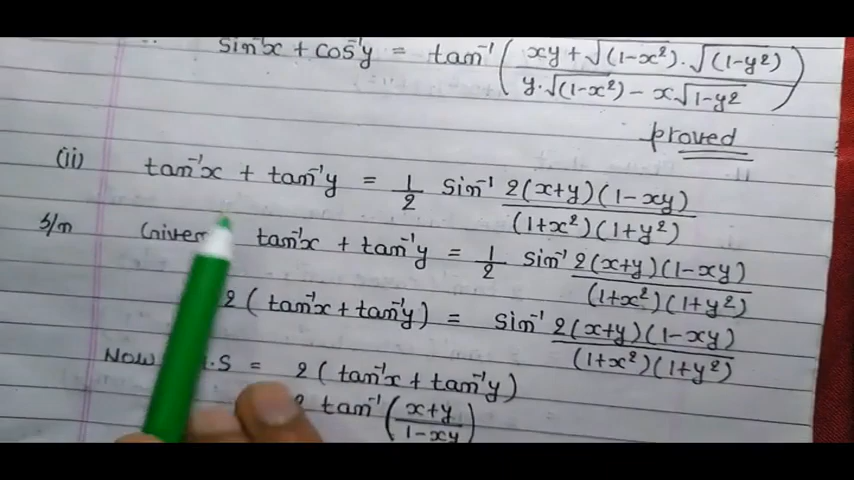 sin⁻¹x + cos⁻¹y = tan⁻¹ ( xy + √(1-x²) . √(1-y²) / y.√(1-x²) - x√1-y² )
proved
(ii) tan⁻¹x + tan⁻¹y = 1/2 sin⁻¹ 2(x+y)(1-xy) / (1+x²)(1+y²)
S/n Given tan⁻¹x + tan⁻¹y = 1/2 sin⁻¹ 2(x+y)(1-xy) / (1+x²)(1+y²)
2(tan⁻¹x + tan⁻¹y) = sin⁻¹ 2(x+y)(1-xy) / (1+x²)(1+y²)
Now .S = 2(tan⁻¹x + tan⁻¹y)
2 tan⁻¹ ( x+y / 1-xy )